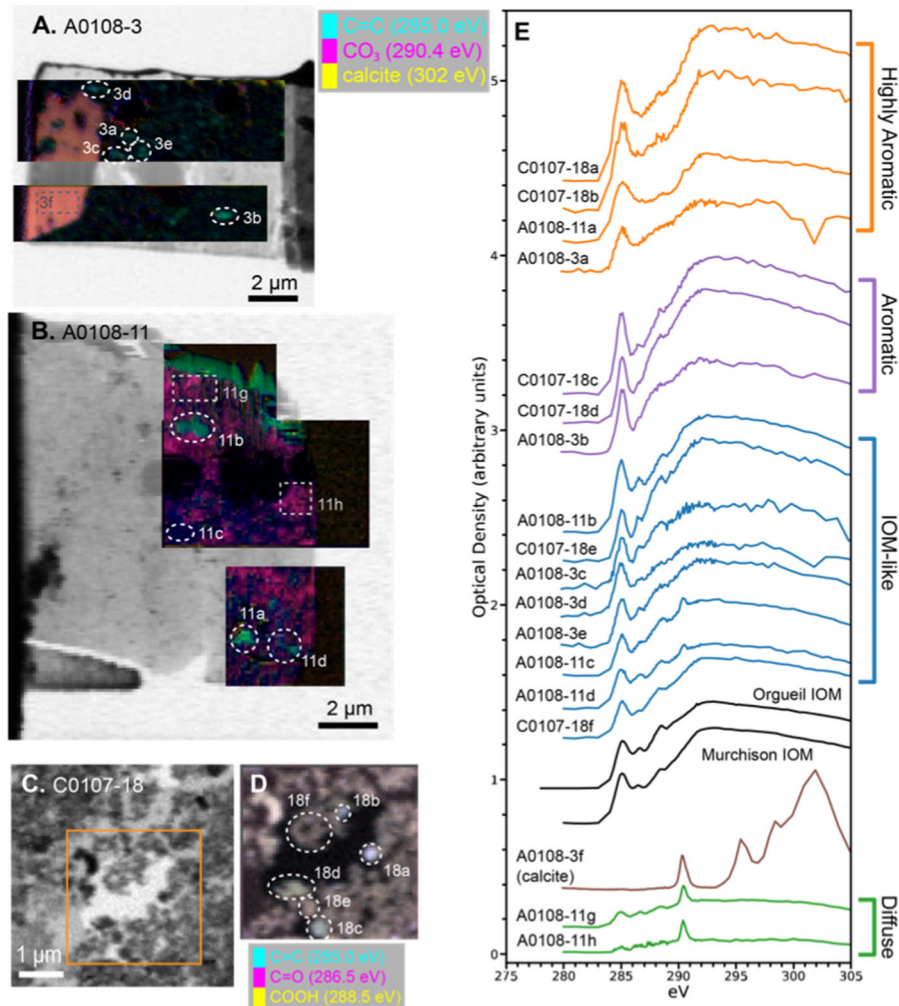 A. A0108-3
C=C (285.0 eV)
CO₃ (290.4 eV)
calcite (302 eV)
3d
3a
3c
3e
3f
3b
2 µm
B. A0108-11
11g
11b
11h
11c
11a
11d
2 µm
C. C0107-18
1 µm
D
18f
18b
18a
18d
18e
18c
C=C (285.0 eV)
C=O (286.5 eV)
COOH (288.5 eV)
E
Optical Density (arbitrary units)
5
4
3
2
1
0
C0107-18a
C0107-18b
A0108-11a
A0108-3a
C0107-18c
C0107-18d
A0108-3b
A0108-11b
C0107-18e
A0108-3c
A0108-3d
A0108-3e
A0108-11c
A0108-11d
C0107-18f
Orgueil IOM
Murchison IOM
A0108-3f
(calcite)
A0108-11g
A0108-11h
Highly Aromatic
Aromatic
IOM-like
Diffuse
275 280 285 290 295 300 305
eV